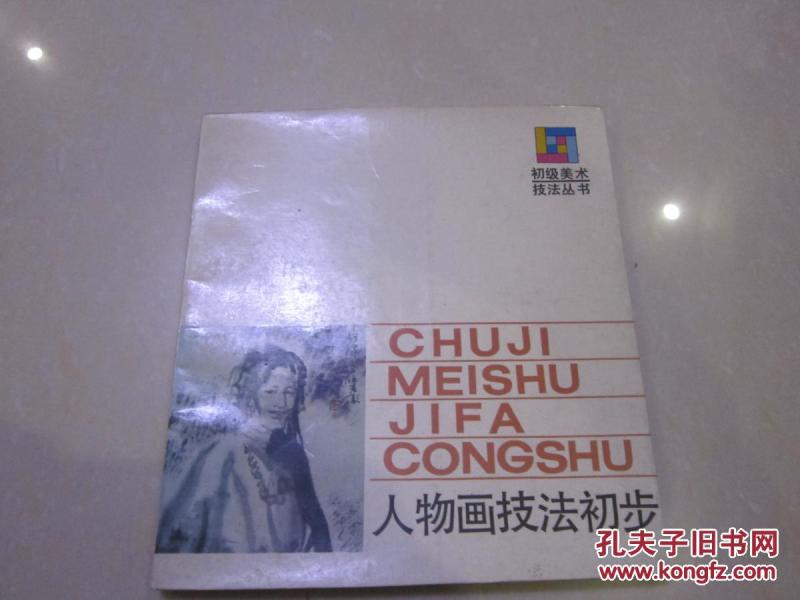 初级美术
技法丛书
CHUJI
MEISHU
JIFA
CONGSHU
人物画技法初步
孔夫子旧书网
www.kongfz.com